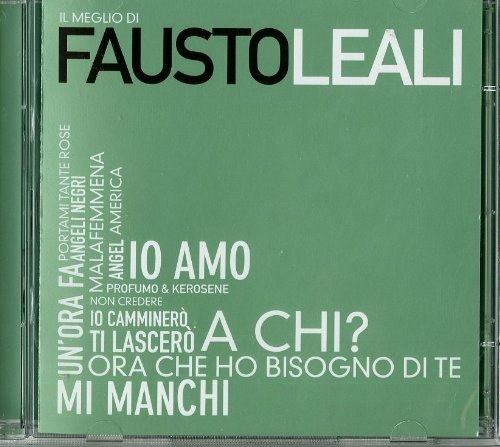 IL MEGLIO DI
FAUSTOLEALI
UN'ORA FA
PORTAMI TANTE ROSE
ANGELI NEGRI
MALAFEMMENA
ANGEL
AMERICA
IO AMO
PROFUMO & KEROSENE
NON CREDERE
IO CAMMINERÒ
TI LASCERÒ
A CHI?
ORA CHE HO BISOGNO DI TE
MI MANCHI